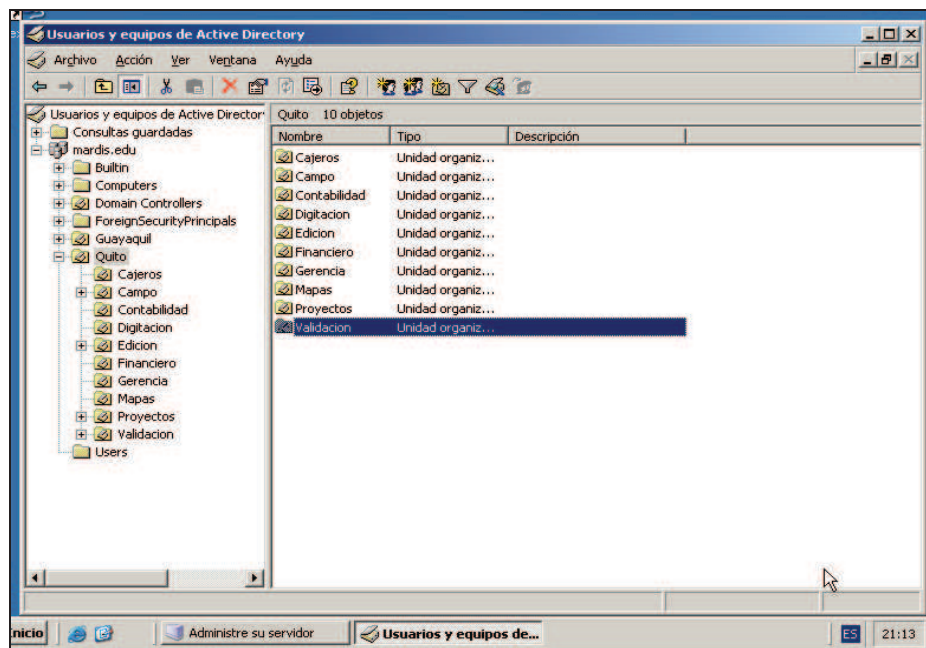 Usuarios y equipos de Active Directory
Archivo Acción Ver Ventana Ayuda
Usuarios y equipos de Active Director
Consultas guardadas
mardis.edu
Builtin
Computers
Domain Controllers
ForeignSecurityPrincipals
Guayaquil
Quito
Cajeros
Campo
Contabilidad
Digitacion
Edicion
Financiero
Gerencia
Mapas
Proyectos
Validacion
Users
Quito 10 objetos
Nombre Tipo Descripción
Cajeros Unidad organiz...
Campo Unidad organiz...
Contabilidad Unidad organiz...
Digitacion Unidad organiz...
Edicion Unidad organiz...
Financiero Unidad organiz...
Gerencia Unidad organiz...
Mapas Unidad organiz...
Proyectos Unidad organiz...
Validacion Unidad organiz...
nicio Administre su servidor Usuarios y equipos de... ES 21:13